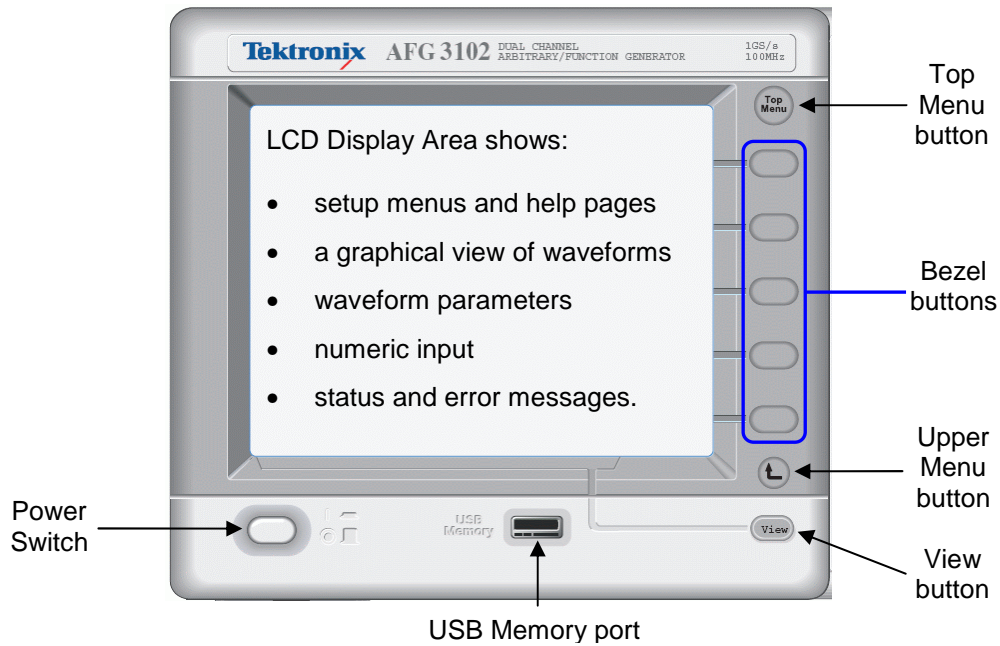 Tektronix AFG 3102 DUAL CHANNEL
ARBITRARY/FUNCTION GENERATOR
1GS/s
100MHz
Top
Menu
Top
Menu
button
LCD Display Area shows:
• setup menus and help pages
• a graphical view of waveforms
• waveform parameters
• numeric input
• status and error messages.
Bezel
buttons
Upper
Menu
button
Power
Switch
USB
Memory
View
View
button
USB Memory port